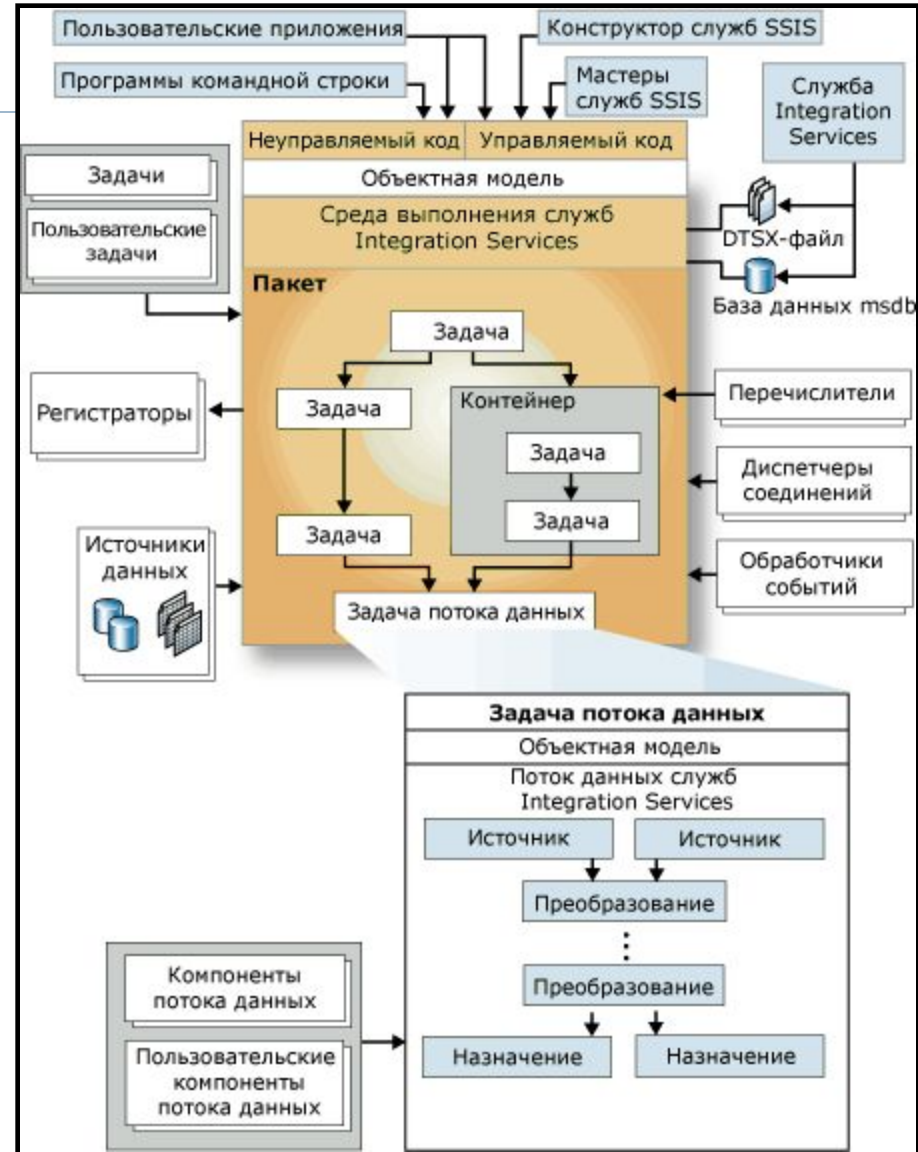 Пользовательские приложения
Конструктор служб SSIS
Программы командной строки
Мастеры
служб SSIS
Служба
Integration
Services
Неуправляемый код
Управляемый код
Объектная модель
Среда выполнения служб
Integration Services
Задачи
Пользовательские
задачи
DTSX-файл
База данных msdb
Пакет
Задача
Задача
Контейнер
Задача
Задача
Задача
Задача потока данных
Регистраторы
Источники
данных
Перечислители
Диспетчеры
соединений
Обработчики
событий
Задача потока данных
Объектная модель
Поток данных служб
Integration Services
Источник
Источник
Преобразование
Преобразование
Назначение
Назначение
Компоненты
потока данных
Пользовательские
компоненты
потока данных